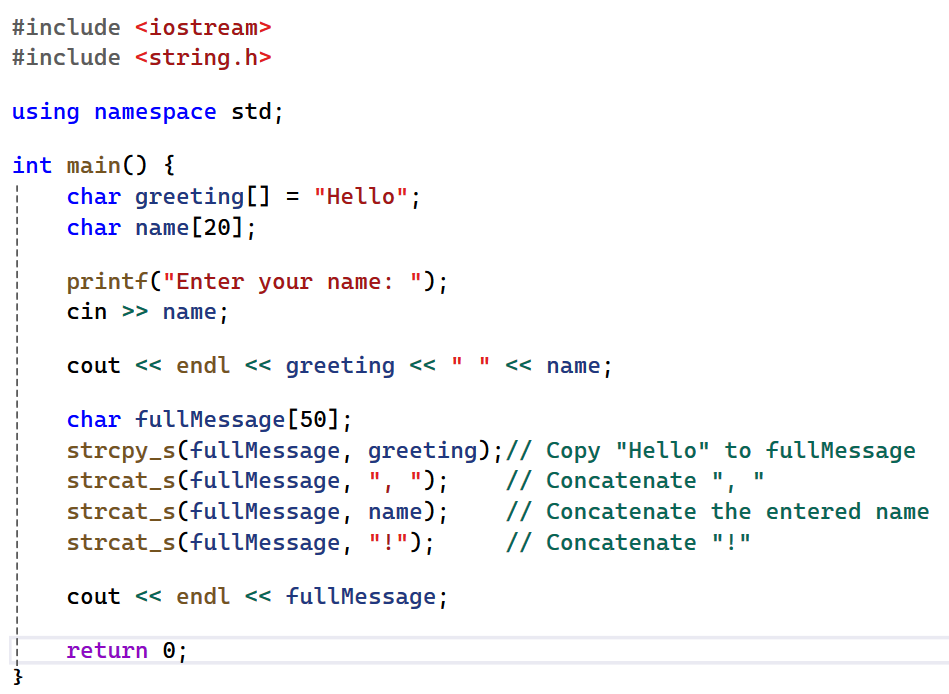 #include <iostream>
#include <string.h>
using namespace std;
int main() {
char greeting[] = "Hello";
char name[20];
printf("Enter your name: ");
cin >> name;
cout << endl << greeting << " " << name;
char fullMessage[50];
strcpy_s(fullMessage, greeting);// Copy "Hello" to fullMessage
strcat_s(fullMessage, ", ");    // Concatenate ", "
strcat_s(fullMessage, name);    // Concatenate the entered name
strcat_s(fullMessage, "!");     // Concatenate "!"
cout << endl << fullMessage;
return 0;
}